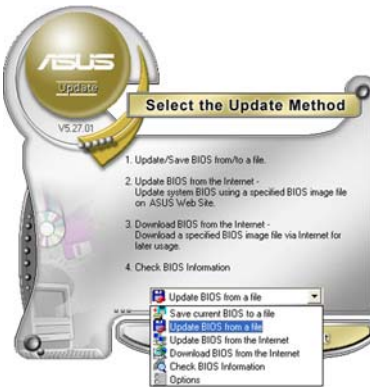 ASUS
Update
V5.27.01
Select the Update Method
1. Update/Save BIOS from/to a file.
2. Update BIOS from the Internet -
Update system BIOS using a specified BIOS image file
on ASUS Web Site.
3. Download BIOS from the Internet -
Download a specified BIOS image file via Internet for
later usage.
4. Check BIOS Information
Update BIOS from a file
Save current BIOS to a file
Update BIOS from a file
Update BIOS from the Internet
Download BIOS from the Internet
Check BIOS Information
Options